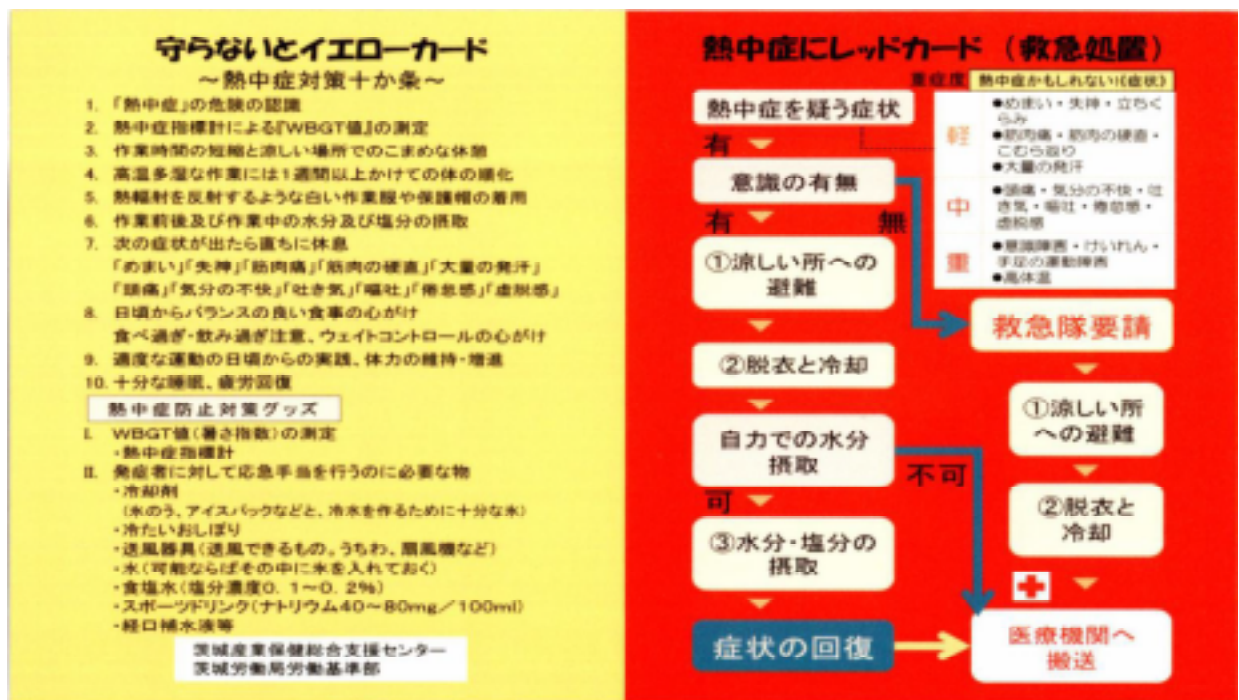 守らないとイエローカード
～熱中症対策十か条～
1. 「熱中症」の危険の認識
2. 熱中症指標計による『WBGT値』の測定
3. 作業時間の短縮と涼しい場所でのこまめな休憩
4. 高温多湿な作業には1週間以上かけての体の順化
5. 熱輻射を反射するような白い作業服や保護帽の着用
6. 作業前後及び作業中の水分及び塩分の摂取
7. 次の症状が出たら直ちに休息
「めまい」「失神」「筋肉痛」「筋肉の硬直」「大量の発汗」
「頭痛」「気分の不快」「吐き気」「嘔吐」「倦怠感」「虚脱感」
8. 日頃からバランスの良い食事の心がけ
食べ過ぎ・飲み過ぎ注意、ウェイトコントロールの心がけ
9. 適度な運動の日頃からの実践、体力の維持・増進
10. 十分な睡眠、疲労回復
熱中症防止対策グッズ
I. WBGT値(暑さ指数)の測定
・熱中症指標計
II. 発症者に対して応急手当を行うのに必要な物
・冷却剤
(氷のう、アイスパックなどと、冷水を作るために十分な氷)
・冷たいおしぼり
・送風器具(送風できるもの。うちわ、扇風機など)
・水(可能ならばその中に氷を入れておく)
・食塩水(塩分濃度0.1～0.2%)
・スポーツドリンク(ナトリウム40～80mg/100ml)
・経口補水液等
茨城産業保健総合支援センター
茨城労働局労働基準部
熱中症にレッドカード（救急処置）
重症度
熱中症かもしれない!(症状)
軽
●めまい・失神・立ちく
らみ
●筋肉痛・筋肉の硬直・
こむら返り
●大量の発汗
中
●頭痛・気分の不快・吐
き気・嘔吐・倦怠感・
虚脱感
重
●意識障害・けいれん・
手足の運動障害
●高体温
熱中症を疑う症状
有
意識の有無
有
無
①涼しい所への
避難
②脱衣と冷却
自力での水分
摂取
可
不可
③水分・塩分の
摂取
症状の回復
救急隊要請
①涼しい所
への避難
②脱衣と
冷却
医療機関へ
搬送